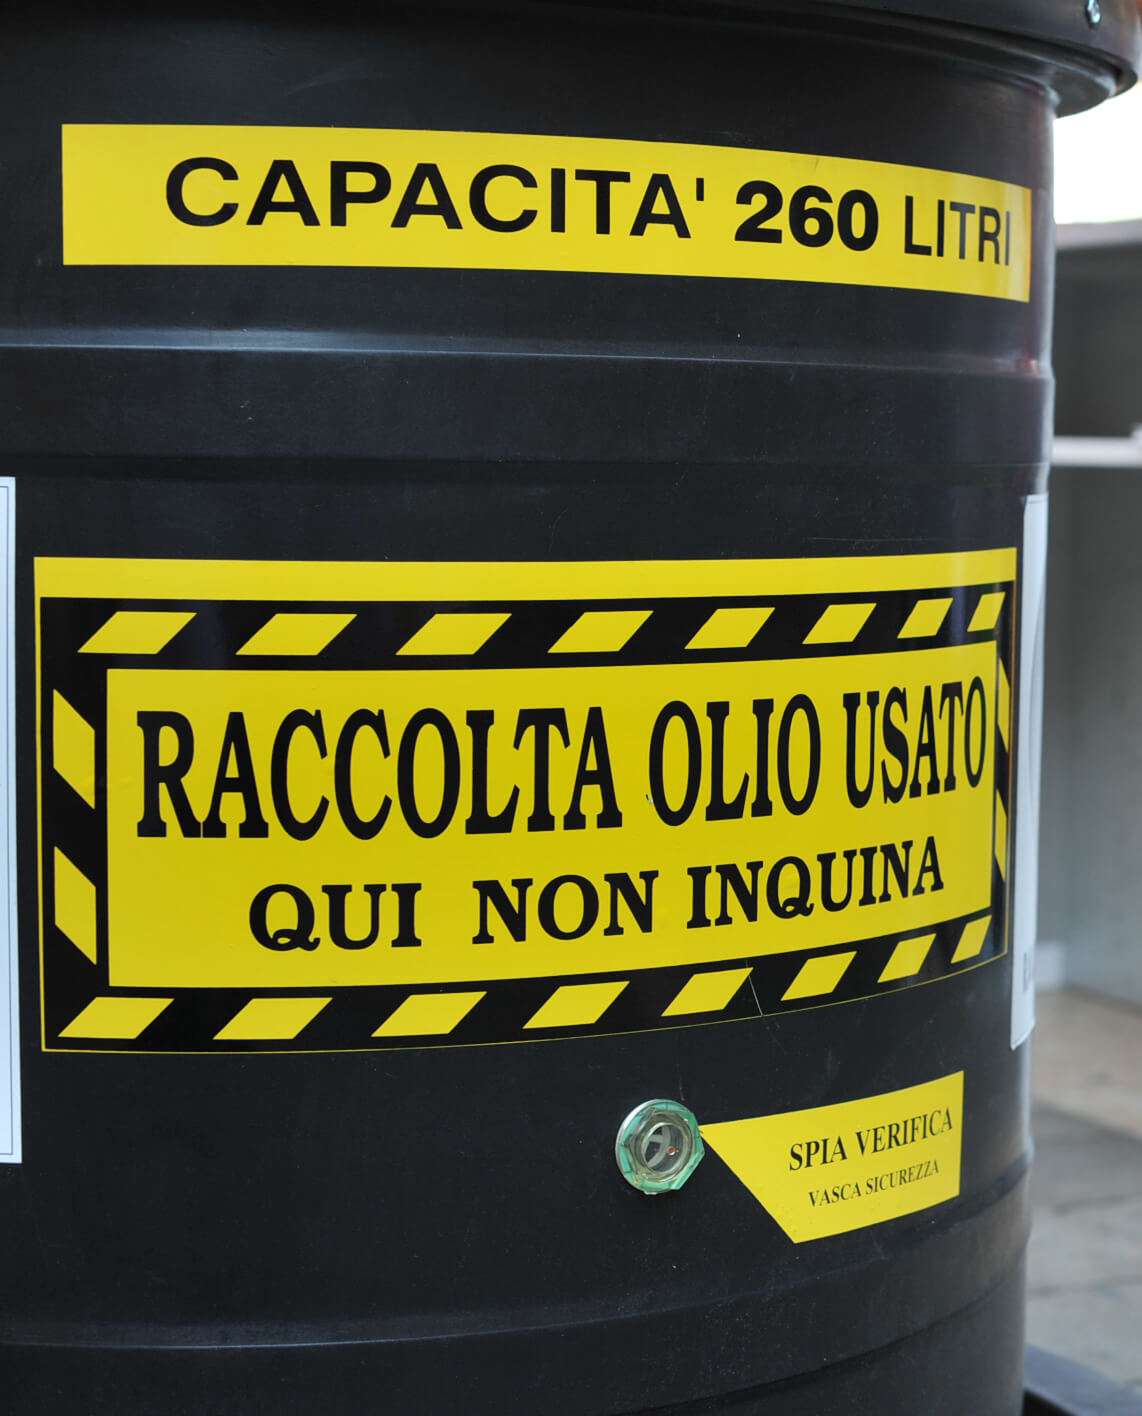 CAPACITA' 260 LITRI
RACCOLTA OLIO USATO
QUI NON INQUINA
SPIA VERIFICA
VASCA SICUREZZA